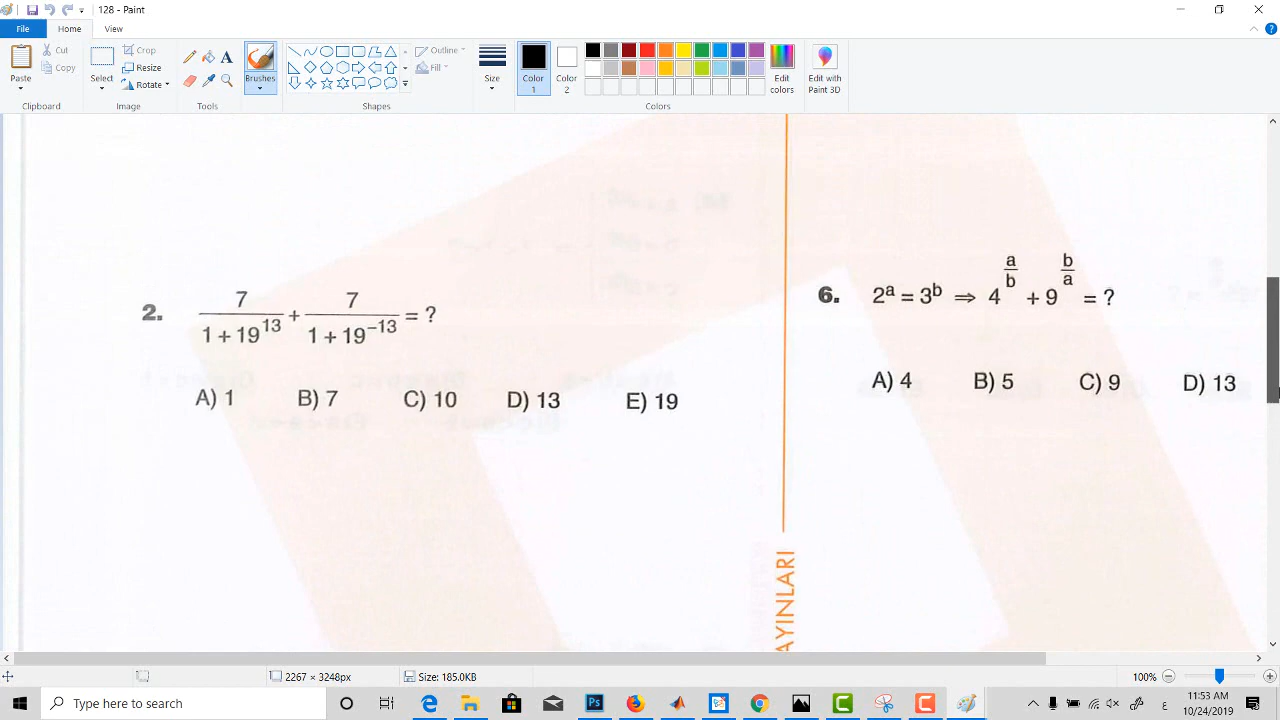 128 - Paint
File Home View
Paste
Cut
Copy
Clipboard
Select
Crop
Resize
Rotate
Image
A
Tools
Brushes
Shapes
Outline
Fill
Size
Color 1
Color 2
Colors
Edit colors
Edit with Paint 3D
2. 7/(1+19^13) + 7/(1+19^−13) = ?
A) 1 B) 7 C) 10 D) 13 E) 19
6. 2^a = 3^b ⇒ 4^(a/b) + 9^(b/a) = ?
A) 4 B) 5 C) 9 D) 13
AYINLARI
2267 × 3248px
Size: 185.0KB
100%
Type here to search
11:53 AM
10/24/2019